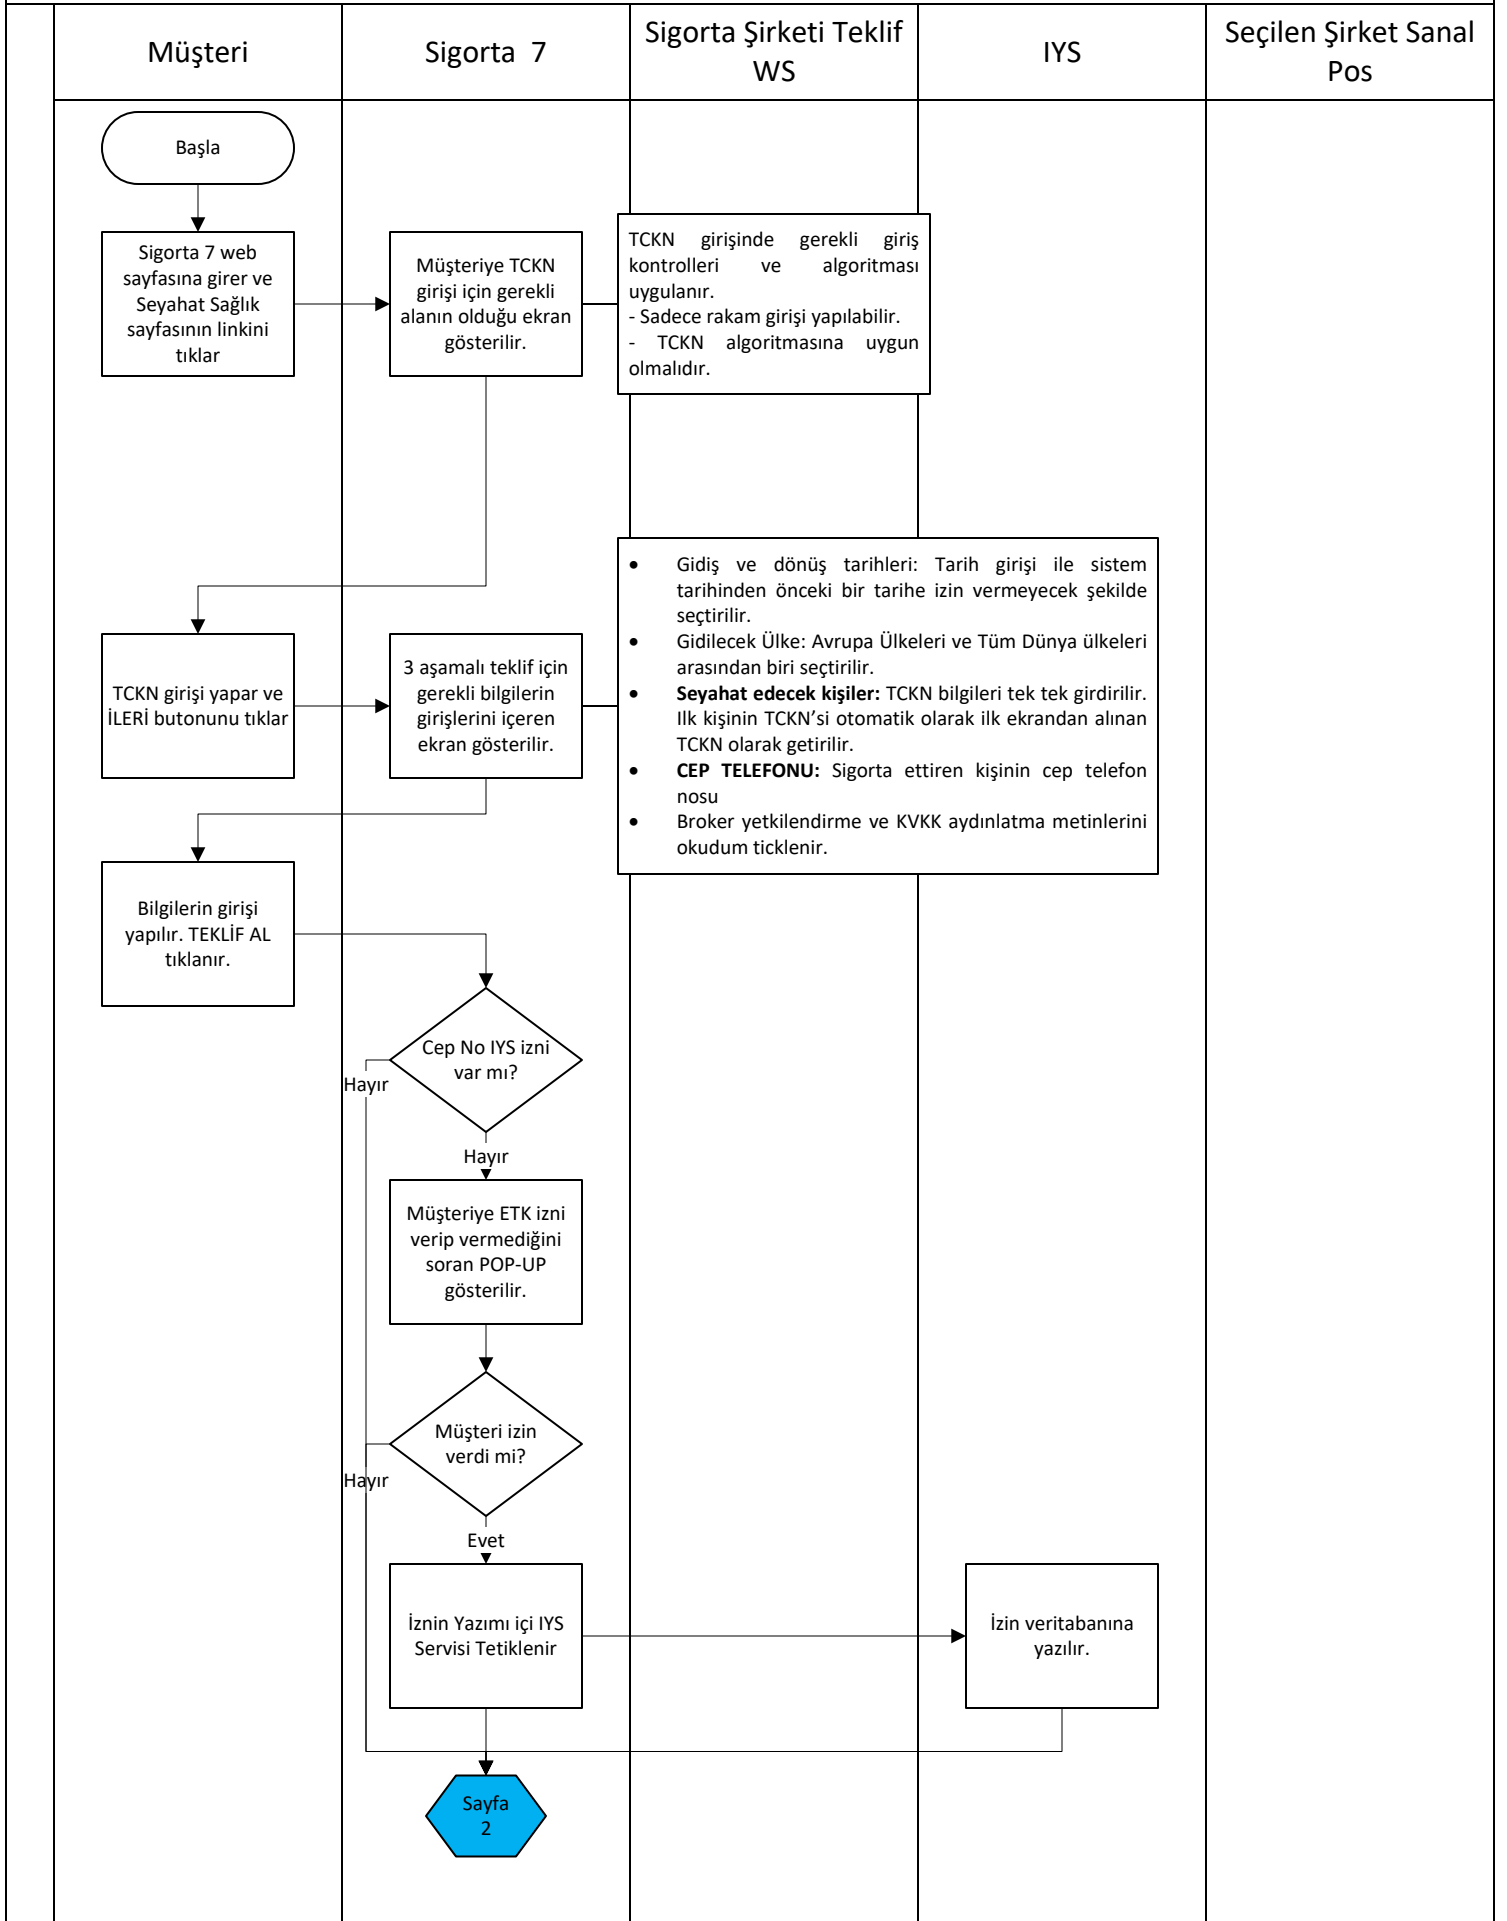 Müşteri
Sigorta 7
Sigorta Şirketi Teklif
WS
IYS
Seçilen Şirket Sanal
Pos
Başla
Sigorta 7 web
sayfasına girer ve
Seyahat Sağlık
sayfasının linkini
tıklar
Müşteriye TCKN
girişi için gerekli
alanın olduğu ekran
gösterilir.
TCKN girişinde gerekli giriş
kontrolleri ve algoritması
uygulanır.
- Sadece rakam girişi yapılabilir.
- TCKN algoritmasına uygun
olmalıdır.
TCKN girişi yapar ve
İLERİ butonunu tıklar
3 aşamalı teklif için
gerekli bilgilerin
girişlerini içeren
ekran gösterilir.
• Gidiş ve dönüş tarihleri: Tarih girişi ile sistem
tarihinden önceki bir tarihe izin vermeyecek şekilde
seçtirilir.
• Gidilecek Ülke: Avrupa Ülkeleri ve Tüm Dünya ülkeleri
arasından biri seçtirilir.
• Seyahat edecek kişiler: TCKN bilgileri tek tek girdirilir.
Ilk kişinin TCKN’si otomatik olarak ilk ekrandan alınan
TCKN olarak getirilir.
• CEP TELEFONU: Sigorta ettiren kişinin cep telefon
nosu
• Broker yetkilendirme ve KVKK aydınlatma metinlerini
okudum ticklenir.
Bilgilerin girişi
yapılır. TEKLİF AL
tıklanır.
Cep No IYS izni
var mı?
Hayır
Hayır
Müşteriye ETK izni
verip vermediğini
soran POP-UP
gösterilir.
Müşteri izin
verdi mi?
Hayır
Evet
İznin Yazımı içi IYS
Servisi Tetiklenir
İzin veritabanına
yazılır.
Sayfa
2